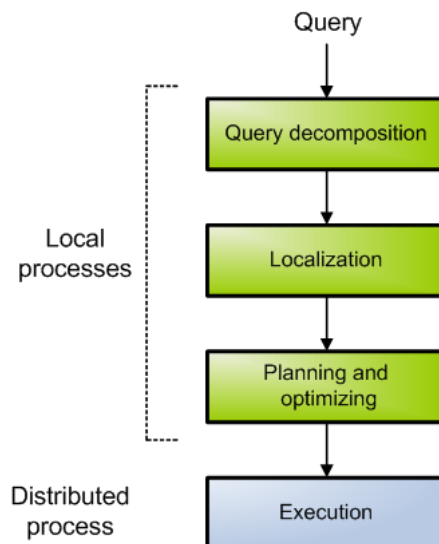 Query
Query decomposition
Local
processes
Localization
Planning and
optimizing
Distributed
process
Execution